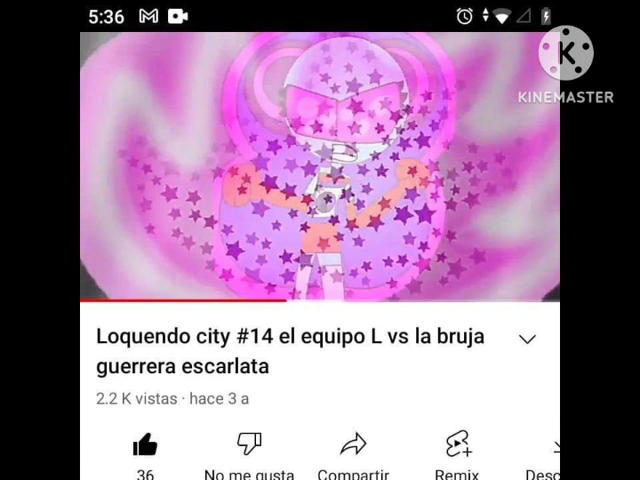 5:36
K
KINEMASTER
Loquendo city #14 el equipo L vs la bruja
guerrera escarlata
2.2 K vistas · hace 3 a
36 No me gusta Compartir Remix Desc